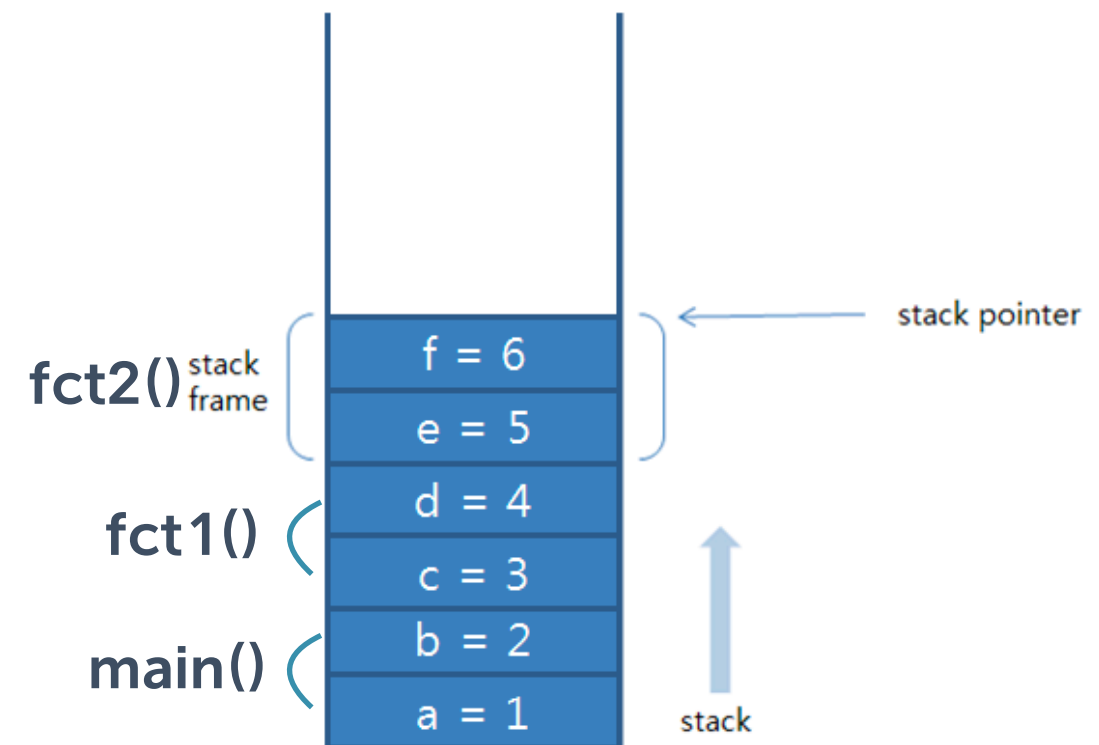 stack pointer
f = 6
fct2()
stack
frame
e = 5
d = 4
fct1()
c = 3
b = 2
main()
a = 1
stack